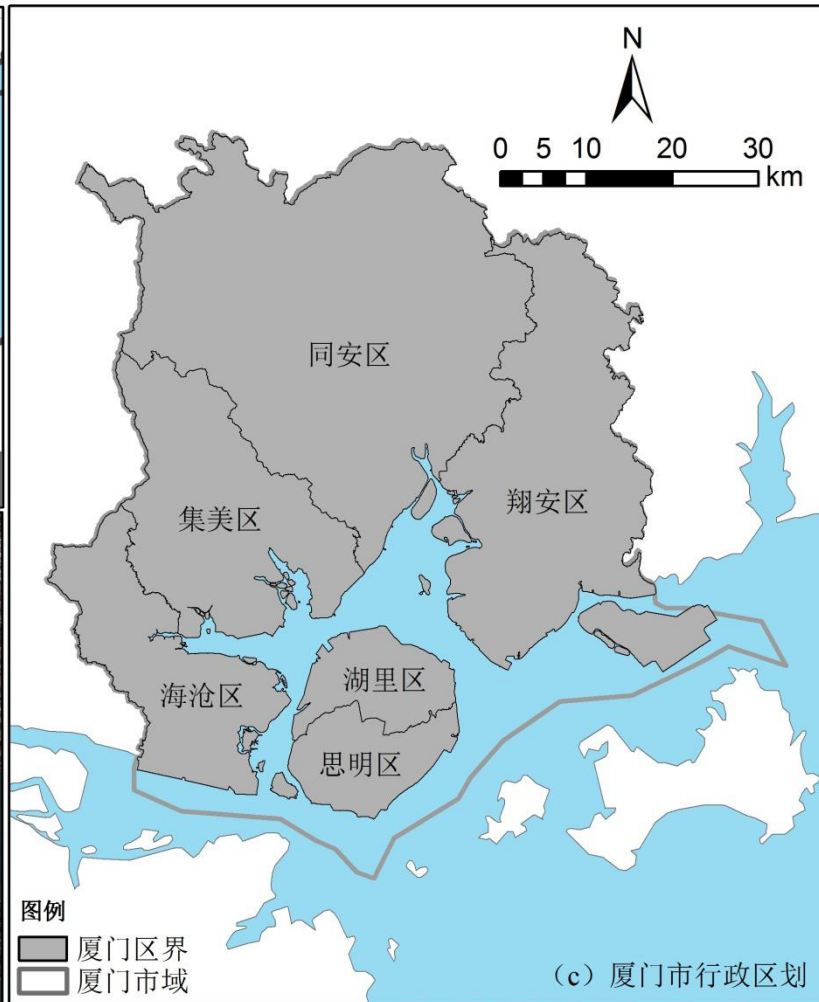 N
0 5 10 20 30
km
同安区
集美区
翔安区
海沧区
湖里区
思明区
图例
厦门区界
厦门市域
（c）厦门市行政区划